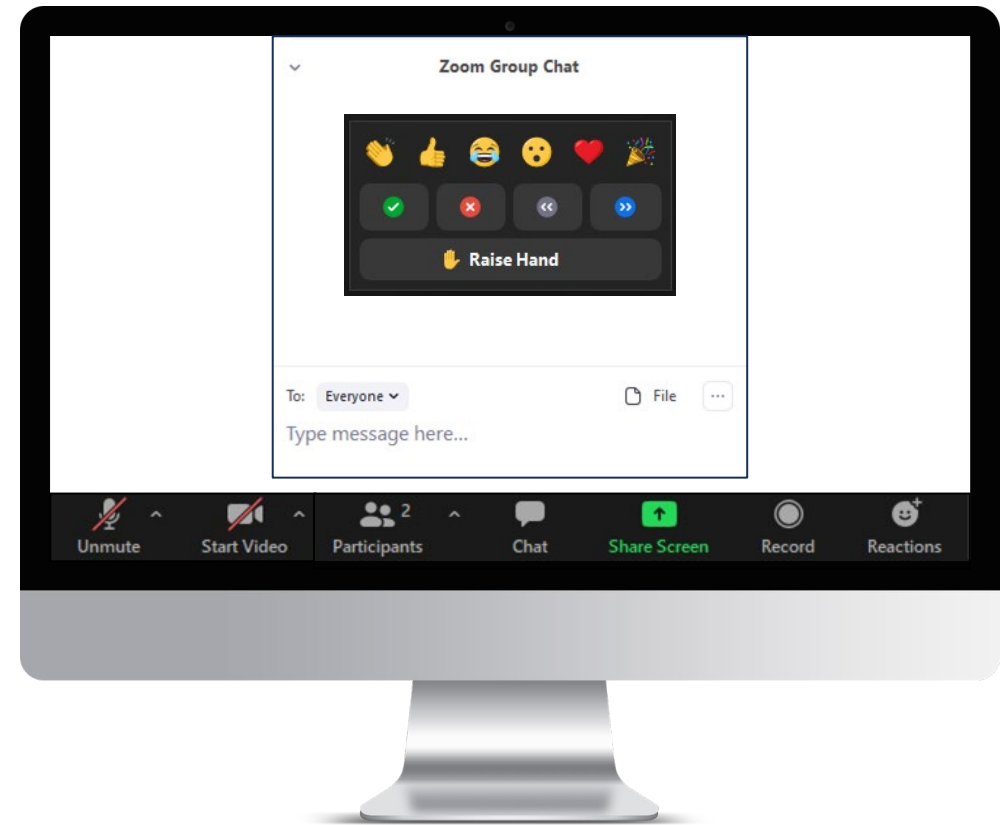 Zoom Group Chat
Raise Hand
To: Everyone File
Type message here...
2
Unmute Start Video Participants Chat Share Screen Record Reactions